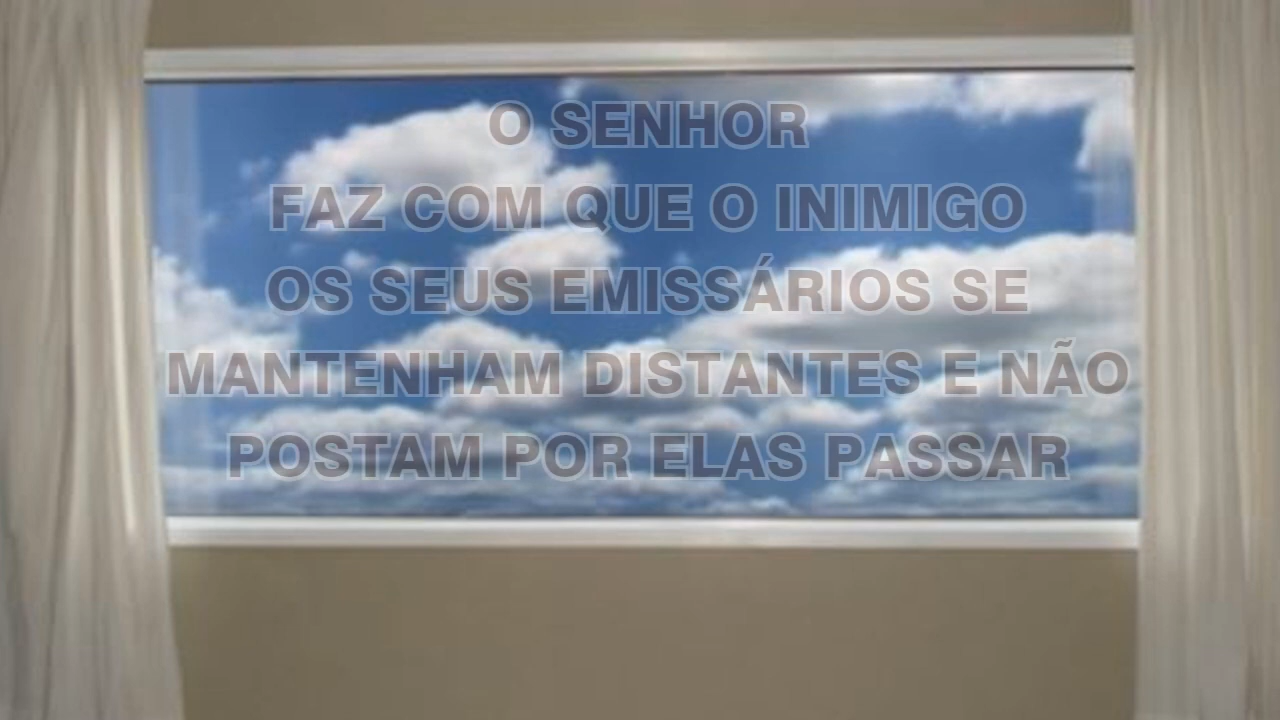 O SENHOR
FAZ COM QUE O INIMIGO
OS SEUS EMISSÁRIOS SE
MANTENHAM DISTANTES E NÃO
POSTAM POR ELAS PASSAR